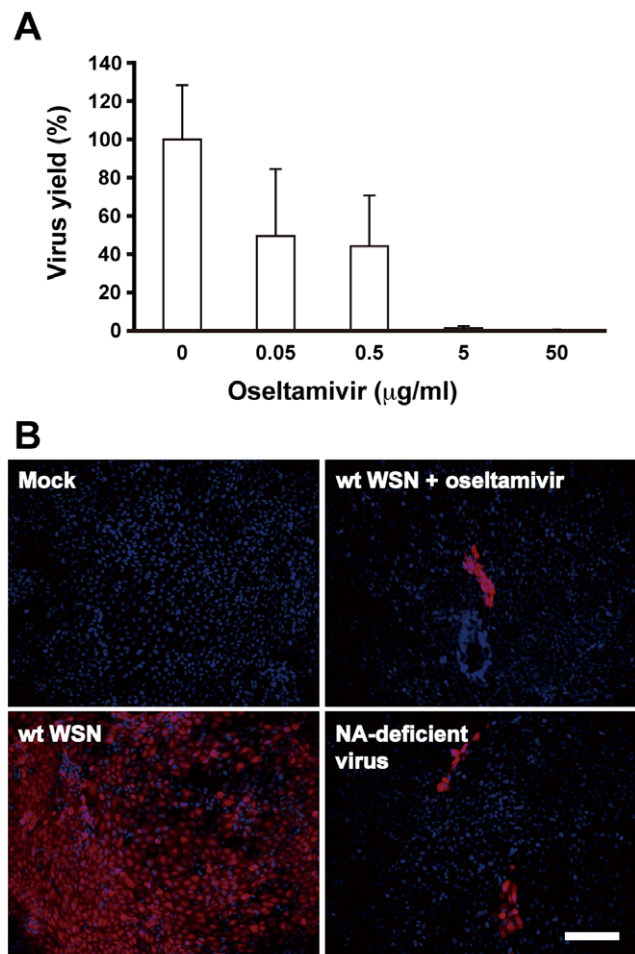 A
Virus yield (%)
140
120
100
80
60
40
20
0
0 0.05 0.5 5 50
Oseltamivir (μg/ml)
B
Mock
wt WSN + oseltamivir
wt WSN
NA-deficient
virus